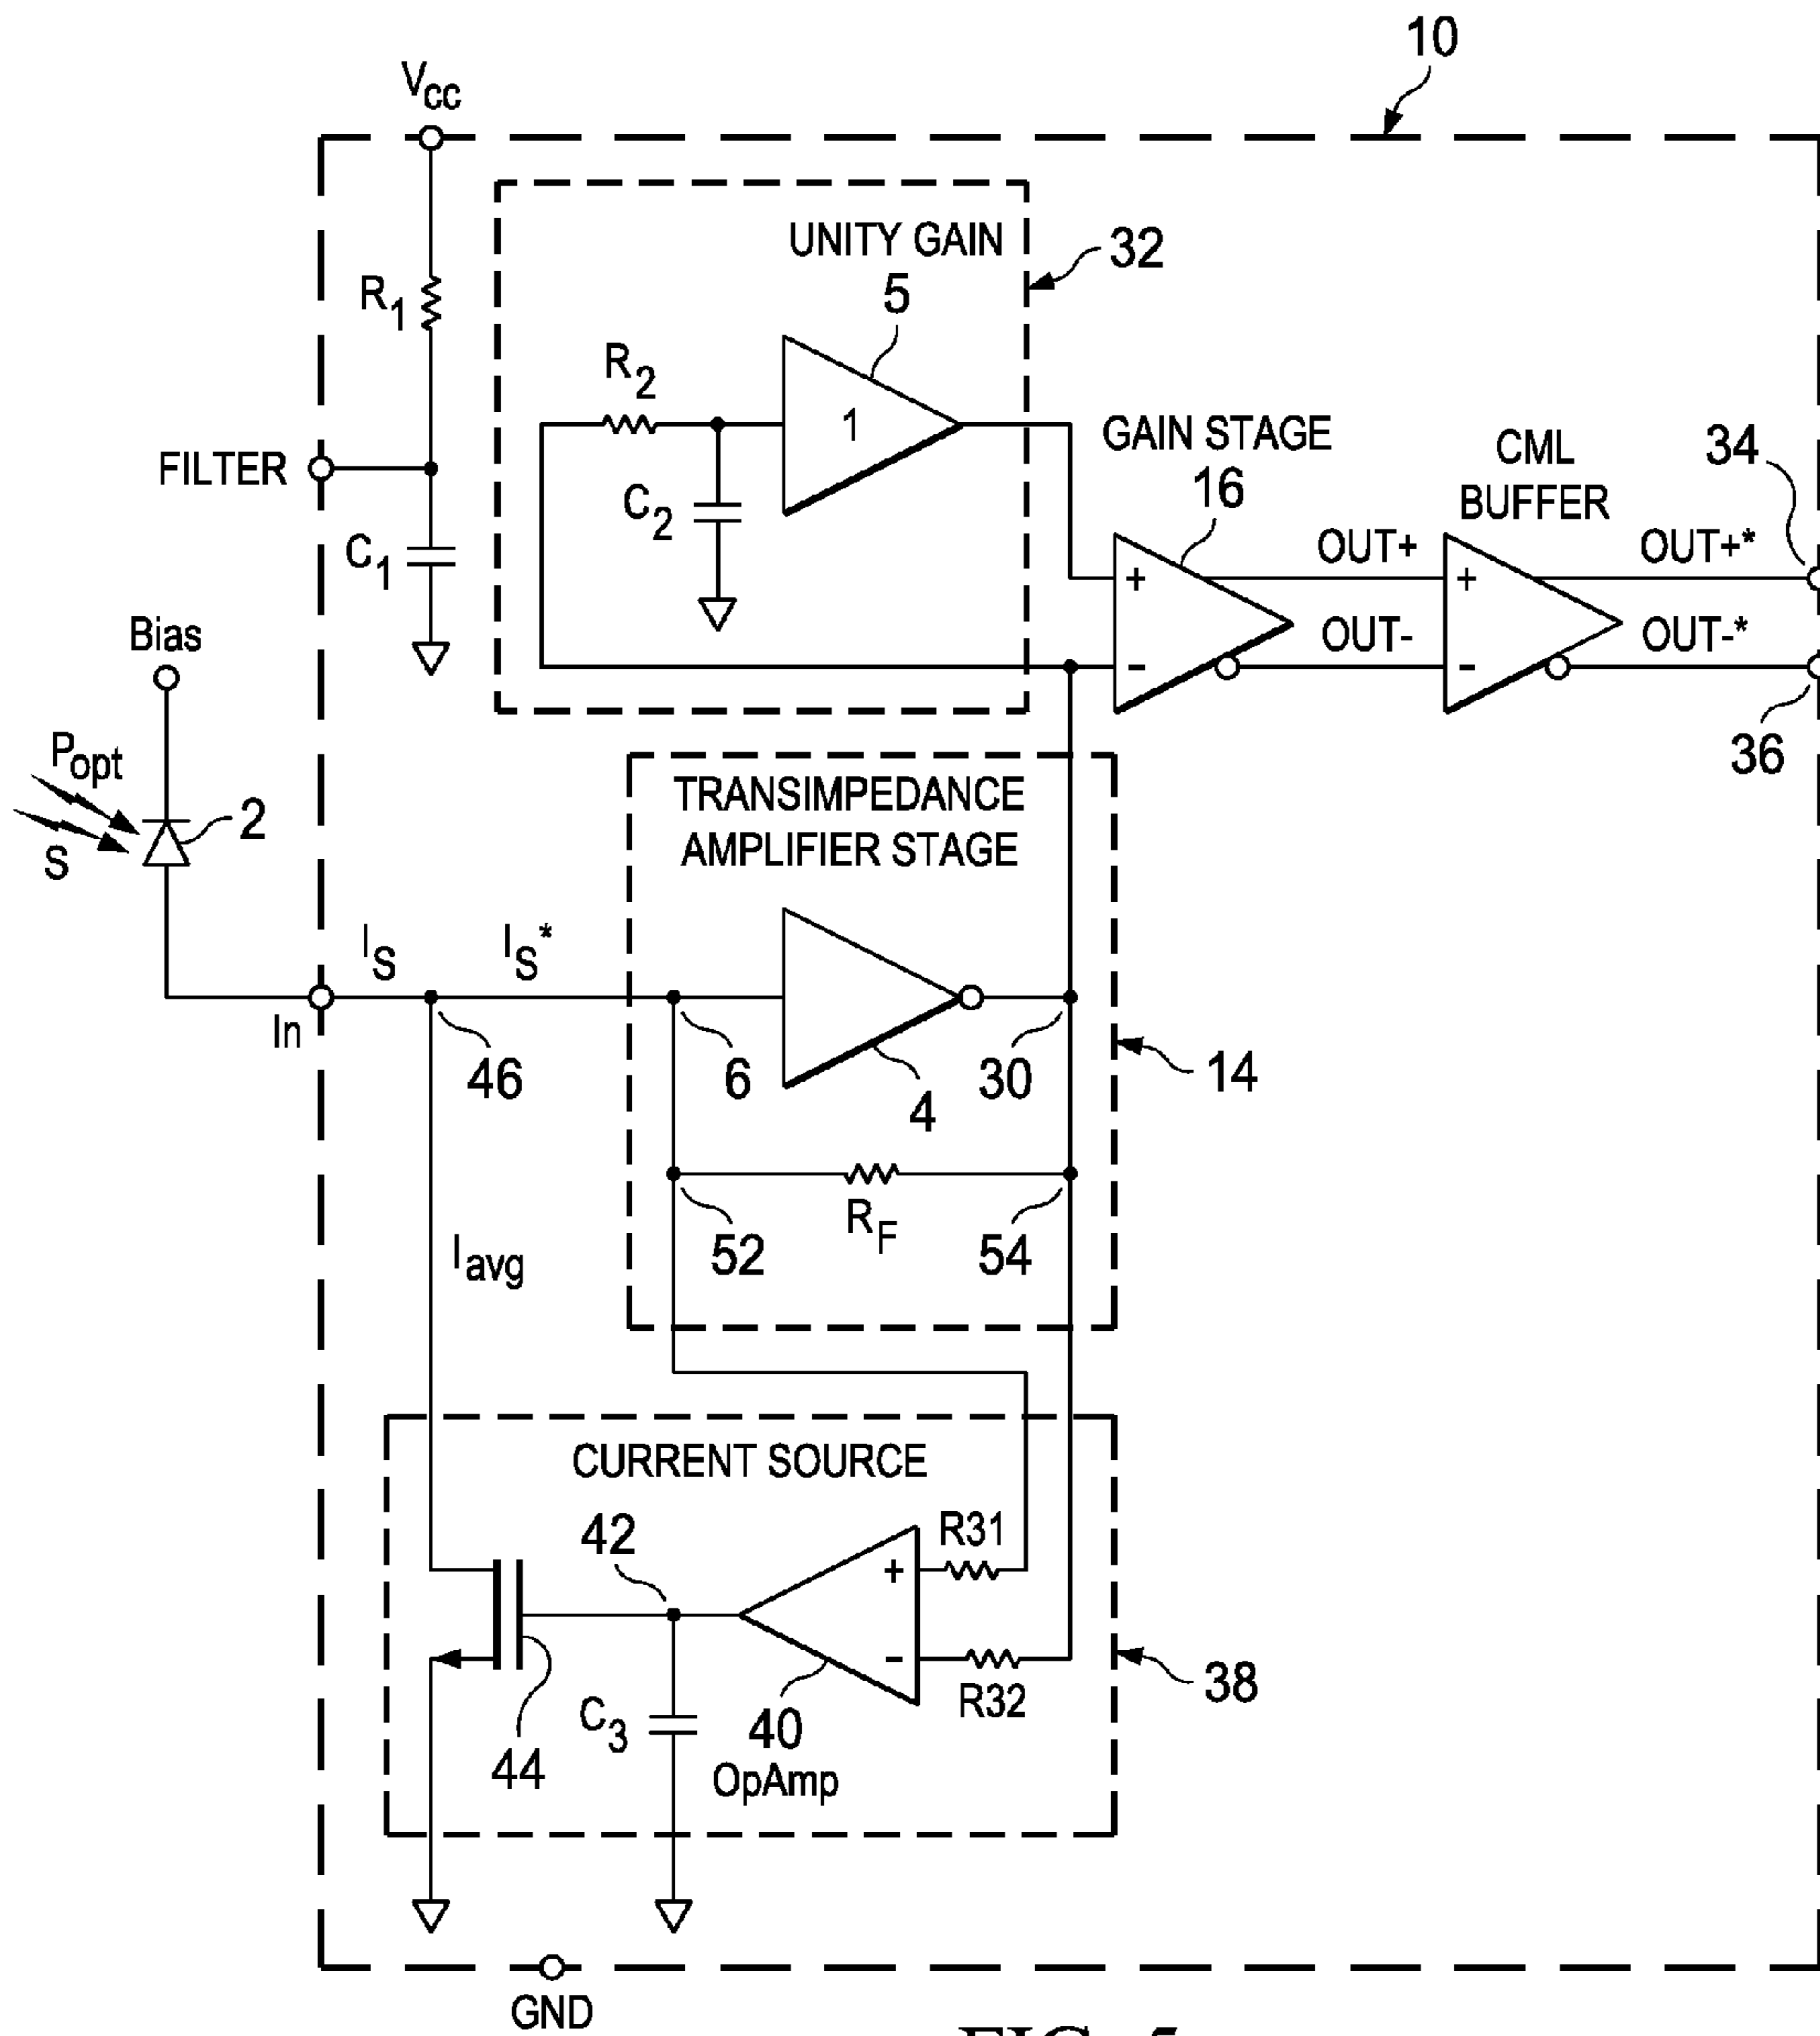 10
VCC
UNITY GAIN
32
5
R1
R2
1
GAIN STAGE
16
CML
BUFFER
34
FILTER
C2
C1
OUT+
OUT+*
+
+
Bias
OUT-
OUT-*
-
-
36
Popt
TRANSIMPEDANCE
AMPLIFIER STAGE
2
S
IS
IS*
In
46
6
30
14
4
RF
52
54
Iavg
CURRENT SOURCE
R31
42
+
-
R32
38
C3
40
OpAmp
44
GND